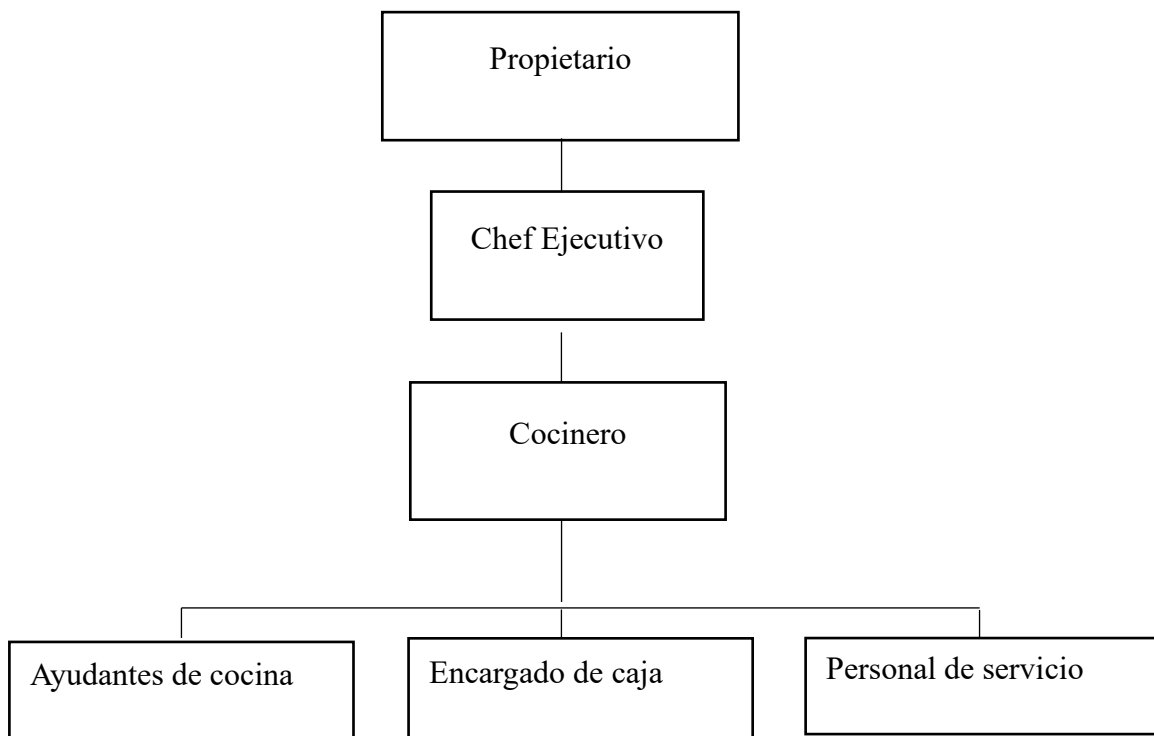 Propietario
Chef Ejecutivo
Cocinero
Ayudantes de cocina
Encargado de caja
Personal de servicio